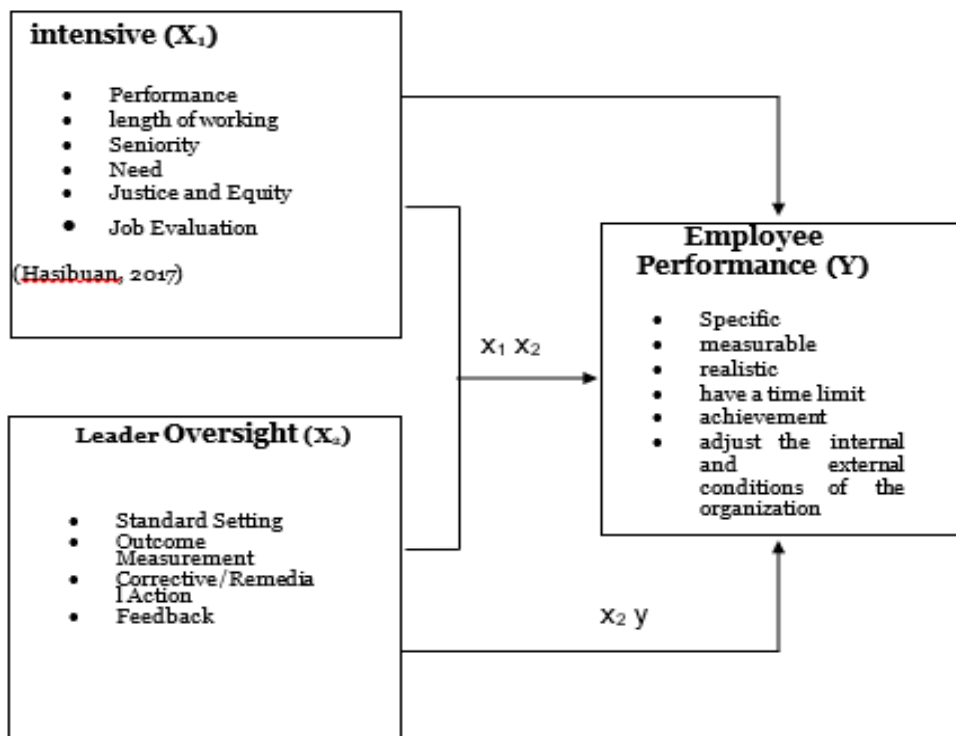 intensive (X₁)
• Performance
• length of working
• Seniority
• Need
• Justice and Equity
• Job Evaluation
(Hasibuan, 2017)
Leader Oversight (X₂)
• Standard Setting
• Outcome
Measurement
• Corrective/Remedia
l Action
• Feedback
x₁ x₂
x₂ y
Employee
Performance (Y)
• Specific
• measurable
• realistic
• have a time limit
• achievement
• adjust the internal
and external
conditions of the
organization